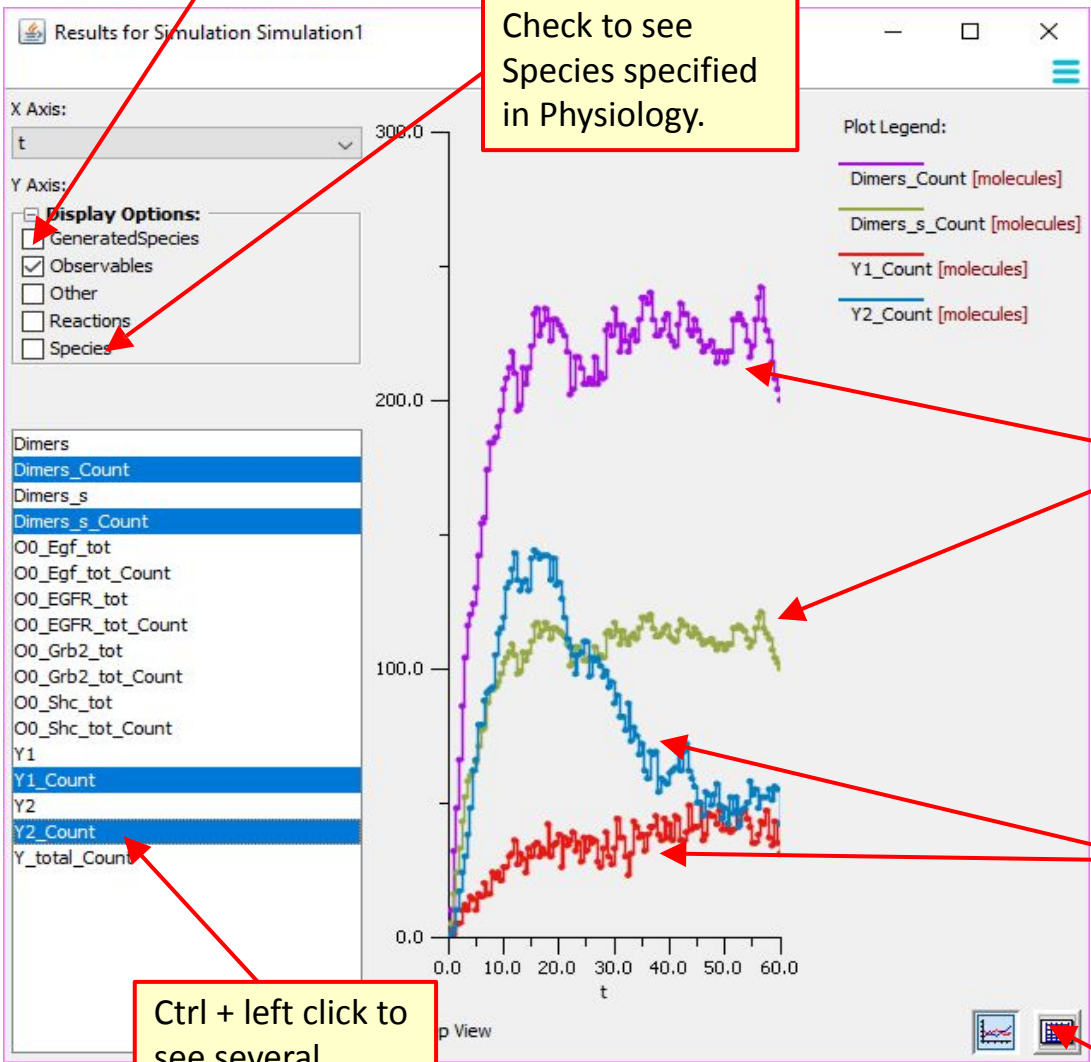 Results for Simulation Simulation1
Check to see
Species specified
in Physiology.
X Axis:
t
Y Axis:
Display Options:
GeneratedSpecies
Observables
Other
Reactions
Species
Dimers
Dimers_Count
Dimers_s
Dimers_s_Count
O0_Egf_tot
O0_Egf_tot_Count
O0_EGFR_tot
O0_EGFR_tot_Count
O0_Grb2_tot
O0_Grb2_tot_Count
O0_Shc_tot
O0_Shc_tot_Count
Y1
Y1_Count
Y2
Y2_Count
Y_total_Count
300.0
200.0
100.0
0.0
0.0 10.0 20.0 30.0 40.0 50.0 60.0
t
Plot Legend:
Dimers_Count [molecules]
Dimers_s_Count [molecules]
Y1_Count [molecules]
Y2_Count [molecules]
Ctrl + left click to
see several
p View